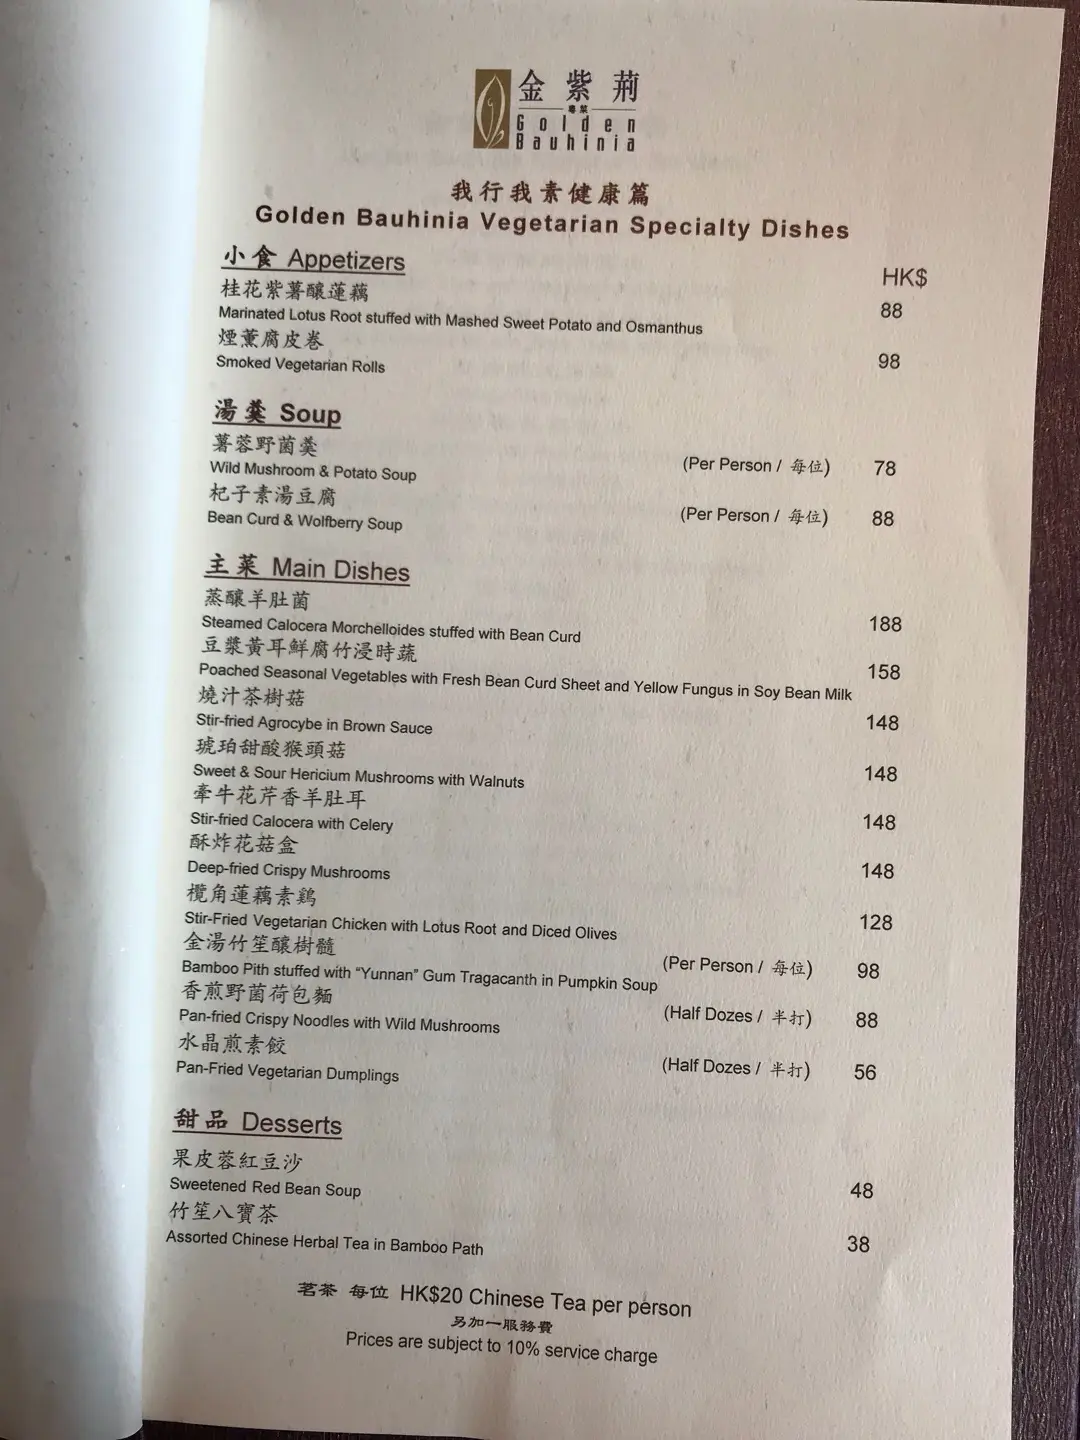 金紫荊
粵菜
Golden
Bauhinia
我行我素健康篇
Golden Bauhinia Vegetarian Specialty Dishes
小食 Appetizers
HK$
桂花紫薯釀蓮藕
Marinated Lotus Root stuffed with Mashed Sweet Potato and Osmanthus 88
煙薰腐皮巻
Smoked Vegetarian Rolls 98
湯羹 Soup
薯蓉野菌羹
Wild Mushroom & Potato Soup (Per Person / 每位) 78
杞子素湯豆腐
Bean Curd & Wolfberry Soup (Per Person / 每位) 88
主菜 Main Dishes
蒸釀羊肚菌
Steamed Calocera Morchelloides stuffed with Bean Curd 188
豆漿黃耳鮮腐竹浸時蔬
Poached Seasonal Vegetables with Fresh Bean Curd Sheet and Yellow Fungus in Soy Bean Milk 158
燒汁茶樹菇
Stir-fried Agrocybe in Brown Sauce 148
琥珀甜酸猴頭菇
Sweet & Sour Hericium Mushrooms with Walnuts 148
牽牛花芹香羊肚耳
Stir-fried Calocera with Celery 148
酥炸花菇盒
Deep-fried Crispy Mushrooms 148
欖角蓮藕素鷄
Stir-Fried Vegetarian Chicken with Lotus Root and Diced Olives 128
金湯竹笙釀樹髓
Bamboo Pith stuffed with “Yunnan” Gum Tragacanth in Pumpkin Soup (Per Person / 每位) 98
香煎野菌荷包麵
Pan-fried Crispy Noodles with Wild Mushrooms (Half Dozes / 半打) 88
水晶煎素餃
Pan-Fried Vegetarian Dumplings (Half Dozes / 半打) 56
甜品 Desserts
果皮蓉紅豆沙
Sweetened Red Bean Soup 48
竹笙八寶茶
Assorted Chinese Herbal Tea in Bamboo Path 38
茗茶 每位 HK$20 Chinese Tea per person
另加一服務費
Prices are subject to 10% service charge